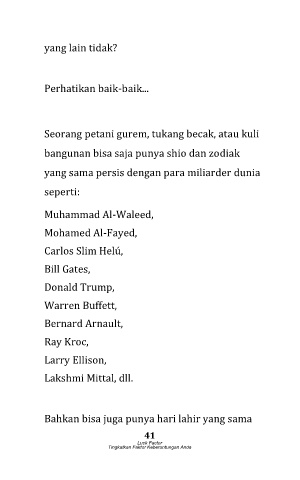 yang lain tidak?
Perhatikan baik-baik...
Seorang petani gurem, tukang becak, atau kuli
bangunan bisa saja punya shio dan zodiak
yang sama persis dengan para miliarder dunia
seperti:
Muhammad Al-Waleed,
Mohamed Al-Fayed,
Carlos Slim Helú,
Bill Gates,
Donald Trump,
Warren Buffett,
Bernard Arnault,
Ray Kroc,
Larry Ellison,
Lakshmi Mittal, dll.
Bahkan bisa juga punya hari lahir yang sama
41
Luck Factor
Tingkatkan Faktor Keberuntungan Anda